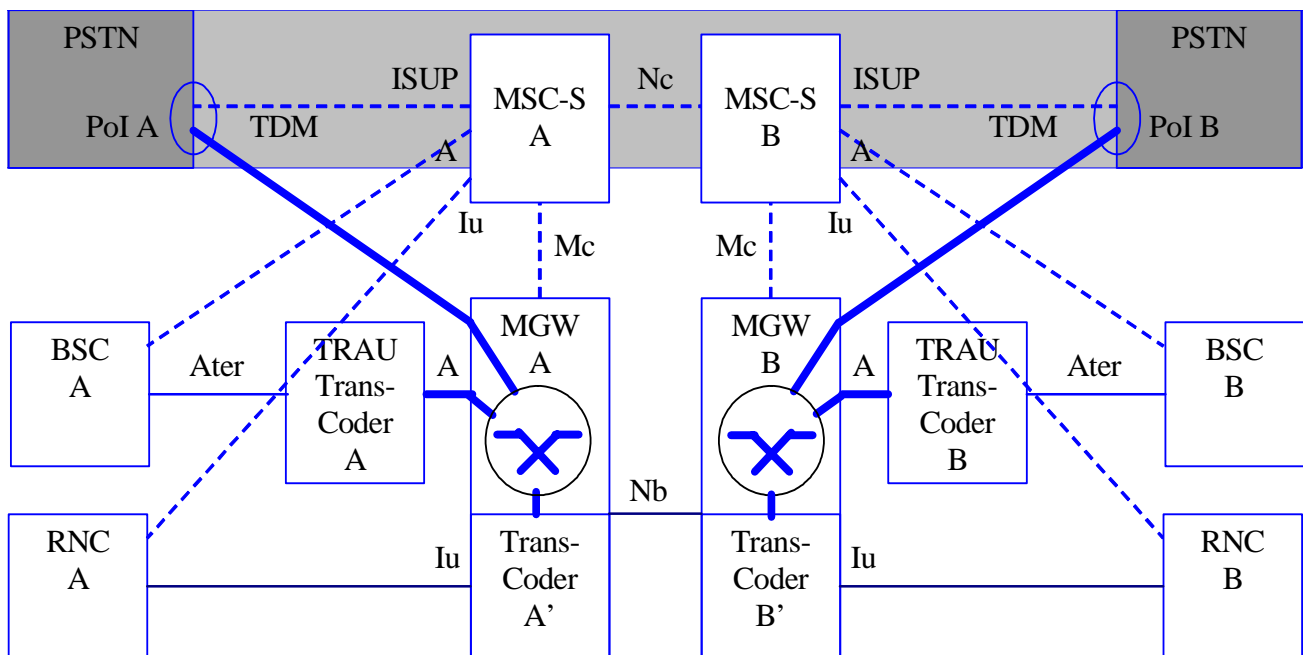 PSTN
PSTN
ISUP
MSC-S
A
Nc
MSC-S
B
ISUP
PoI A
TDM
TDM
PoI B
A
A
Iu
Iu
Mc
Mc
BSC
A
Ater
TRAU
Trans-
Coder
A
A
MGW
A
MGW
B
A
TRAU
Trans-
Coder
B
Ater
BSC
B
Nb
RNC
A
Iu
Trans-
Coder
A’
Trans-
Coder
B’
Iu
RNC
B